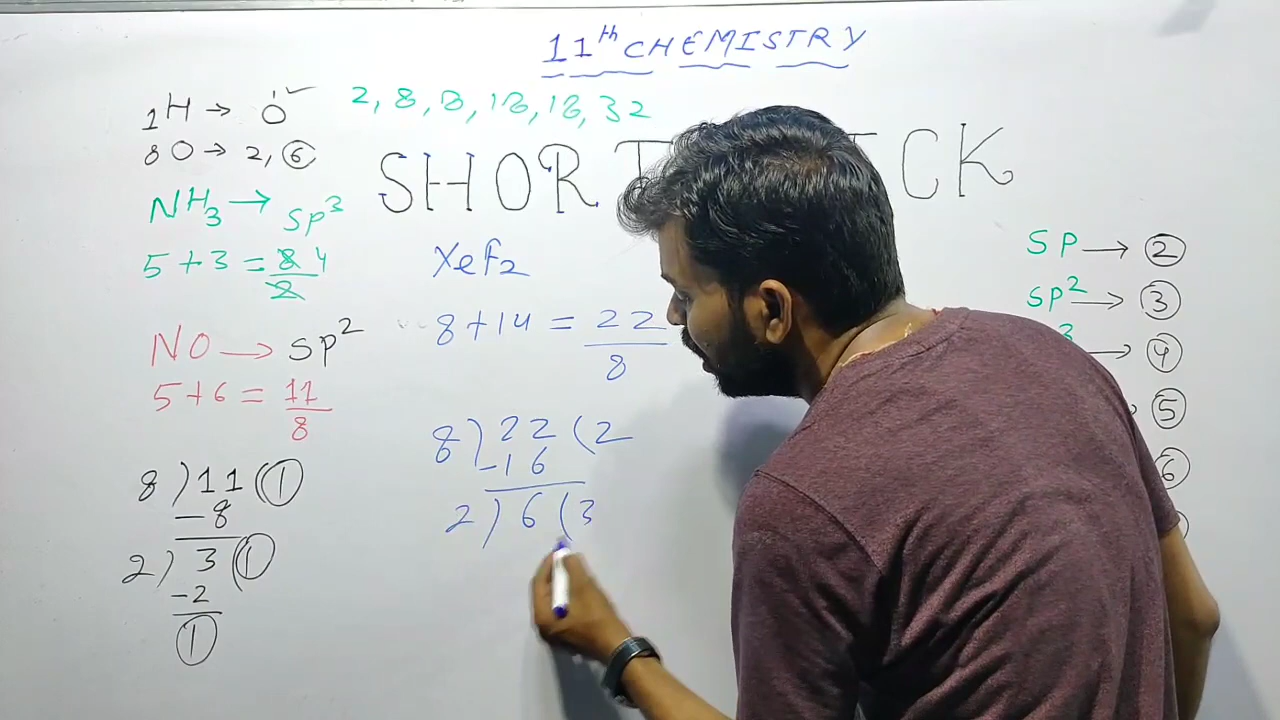 11th CHEMISTRY
1H → Ö ✓
2, 8, 8, 18, 18, 32
8O → 2, 6
SHORT
CK
NH3 → SP3
5 + 3 = 8 4
2
XeF2
8 + 14 = 22
8
NO → SP2
5 + 6 = 11
8
8 ) 22 ( 2
-16
2 ) 6 ( 3
8 ) 11 ( 1
-8
2 ) 3 ( 1
-2
1
SP → 2
SP2 → 3
3 → 4
5
6